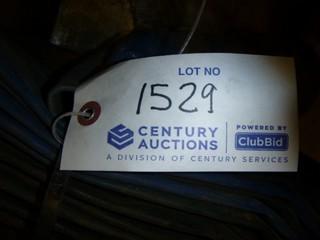 LOT NO
1529
CENTURY AUCTIONS POWERED BY ClubBid
A DIVISION OF CENTURY SERVICES